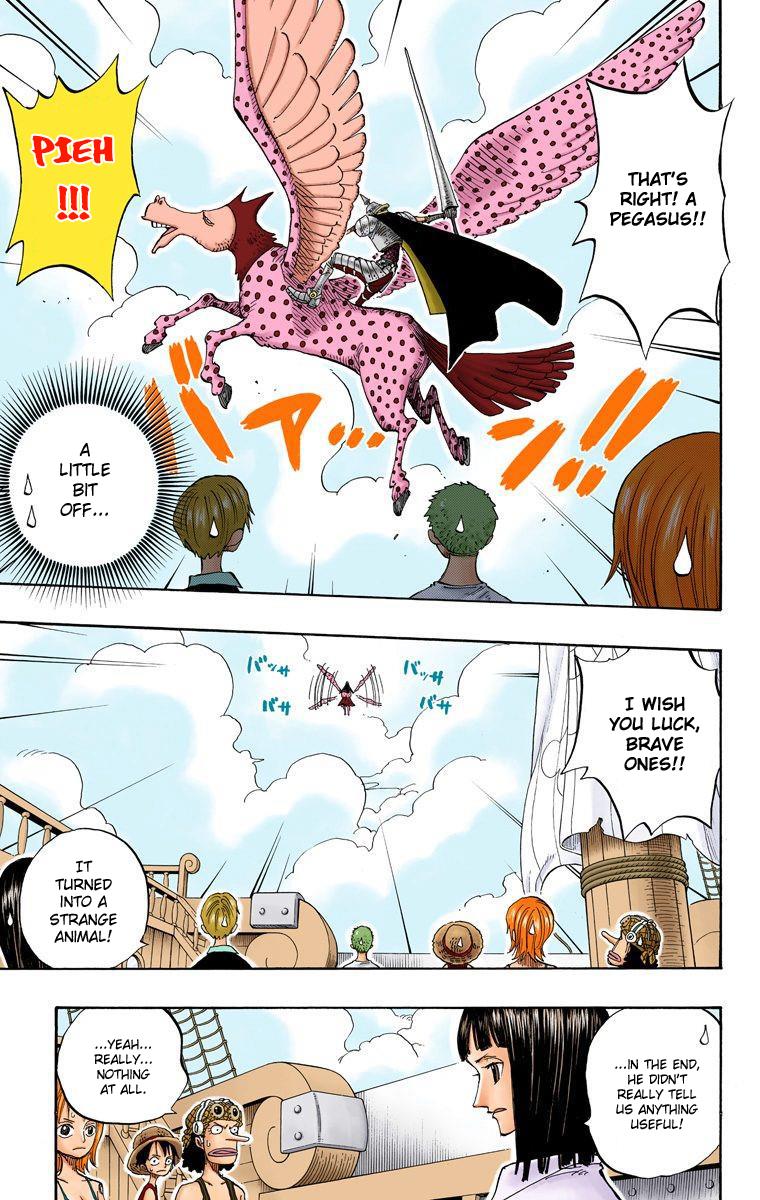 THAT'S
RIGHT! A
PEGASUS!!
PIEH
!!!
バァーン!!
A
LITTLE
BIT
OFF...
I WISH
YOU LUCK,
BRAVE
ONES!!
バッサ
バサ
バッサ
バサ
IT
TURNED
INTO A
STRANGE
ANIMAL!
...IN THE END,
HE DIDN'T
REALLY TELL
US ANYTHING
USEFUL!
...YEAH...
REALLY...
NOTHING
AT ALL.